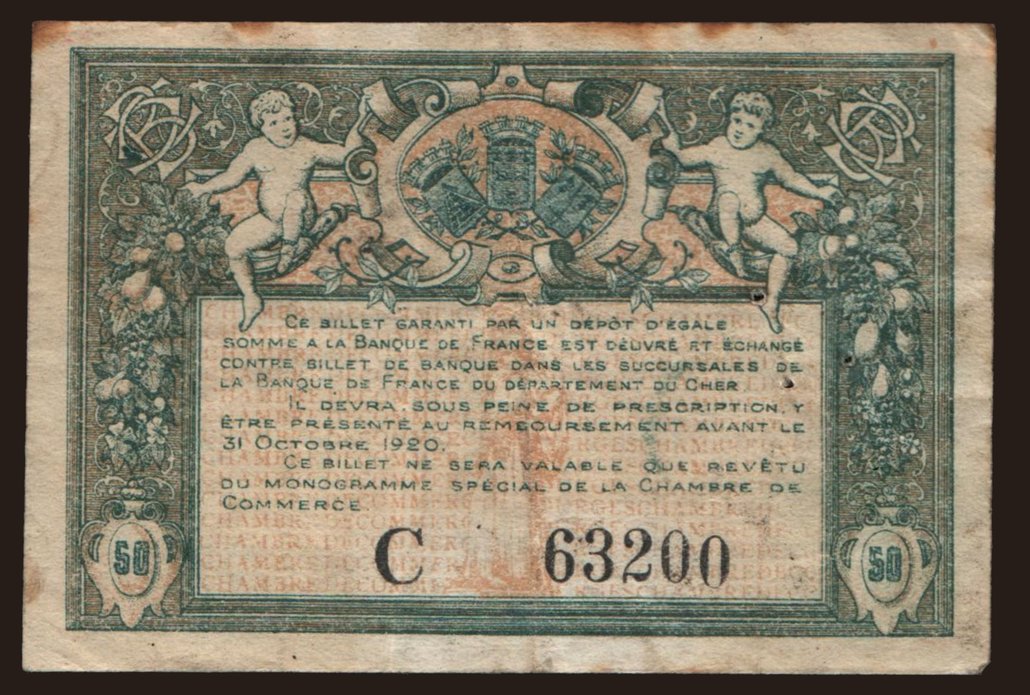 CE BILLET GARANTI PAR UN DÉPÔT D'ÉGALE
SOMME A LA BANQUE DE FRANCE EST DÉLIVRÉ ET ÉCHANGÉ
CONTRE BILLET DE BANQUE DANS LES SUCCURSALES DE
LA BANQUE DE FRANCE DU DÉPARTEMENT DU CHER
IL DEVRA, SOUS PEINE DE PRESCRIPTION, Y
ÊTRE PRÉSENTÉ AU REMBOURSEMENT AVANT LE
31 OCTOBRE 1920.
CE BILLET NE SERA VALABLE QUE REVÊTU
DU MONOGRAMME SPÉCIAL DE LA CHAMBRE DE
COMMERCE.
C 63200
50 50